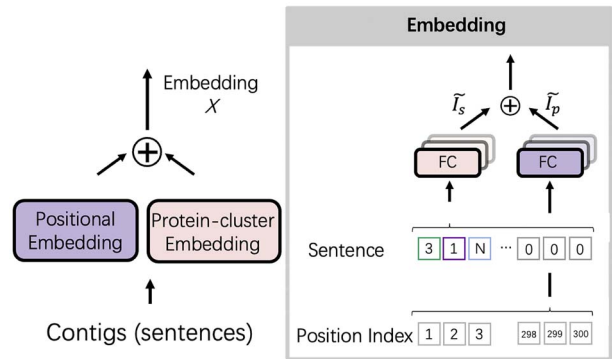 Embedding
X
Positional
Embedding
Protein-cluster
Embedding
Contigs (sentences)
Embedding
Ĩs
Ĩp
FC
FC
Sentence
3 1 N ... 0 0 0
Position Index
1 2 3 298 299 300